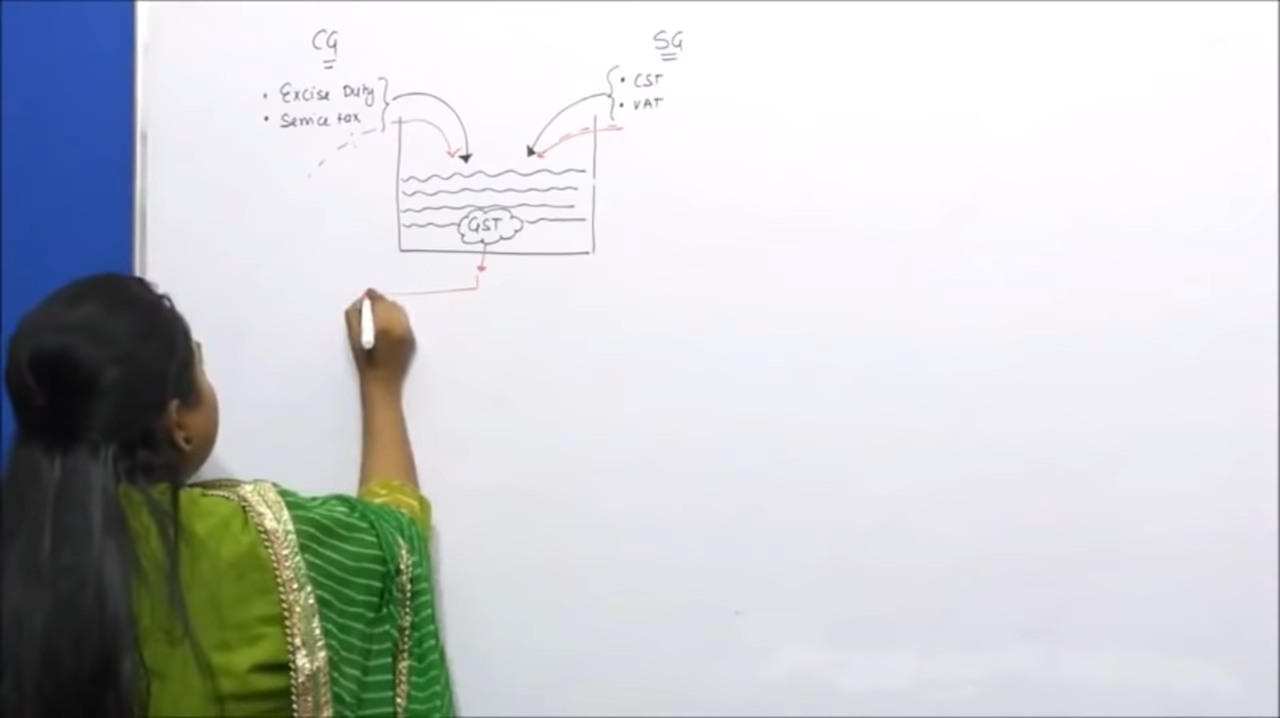 CG
SG
• Excise Duty
• Service tax
• CST
• VAT
GST